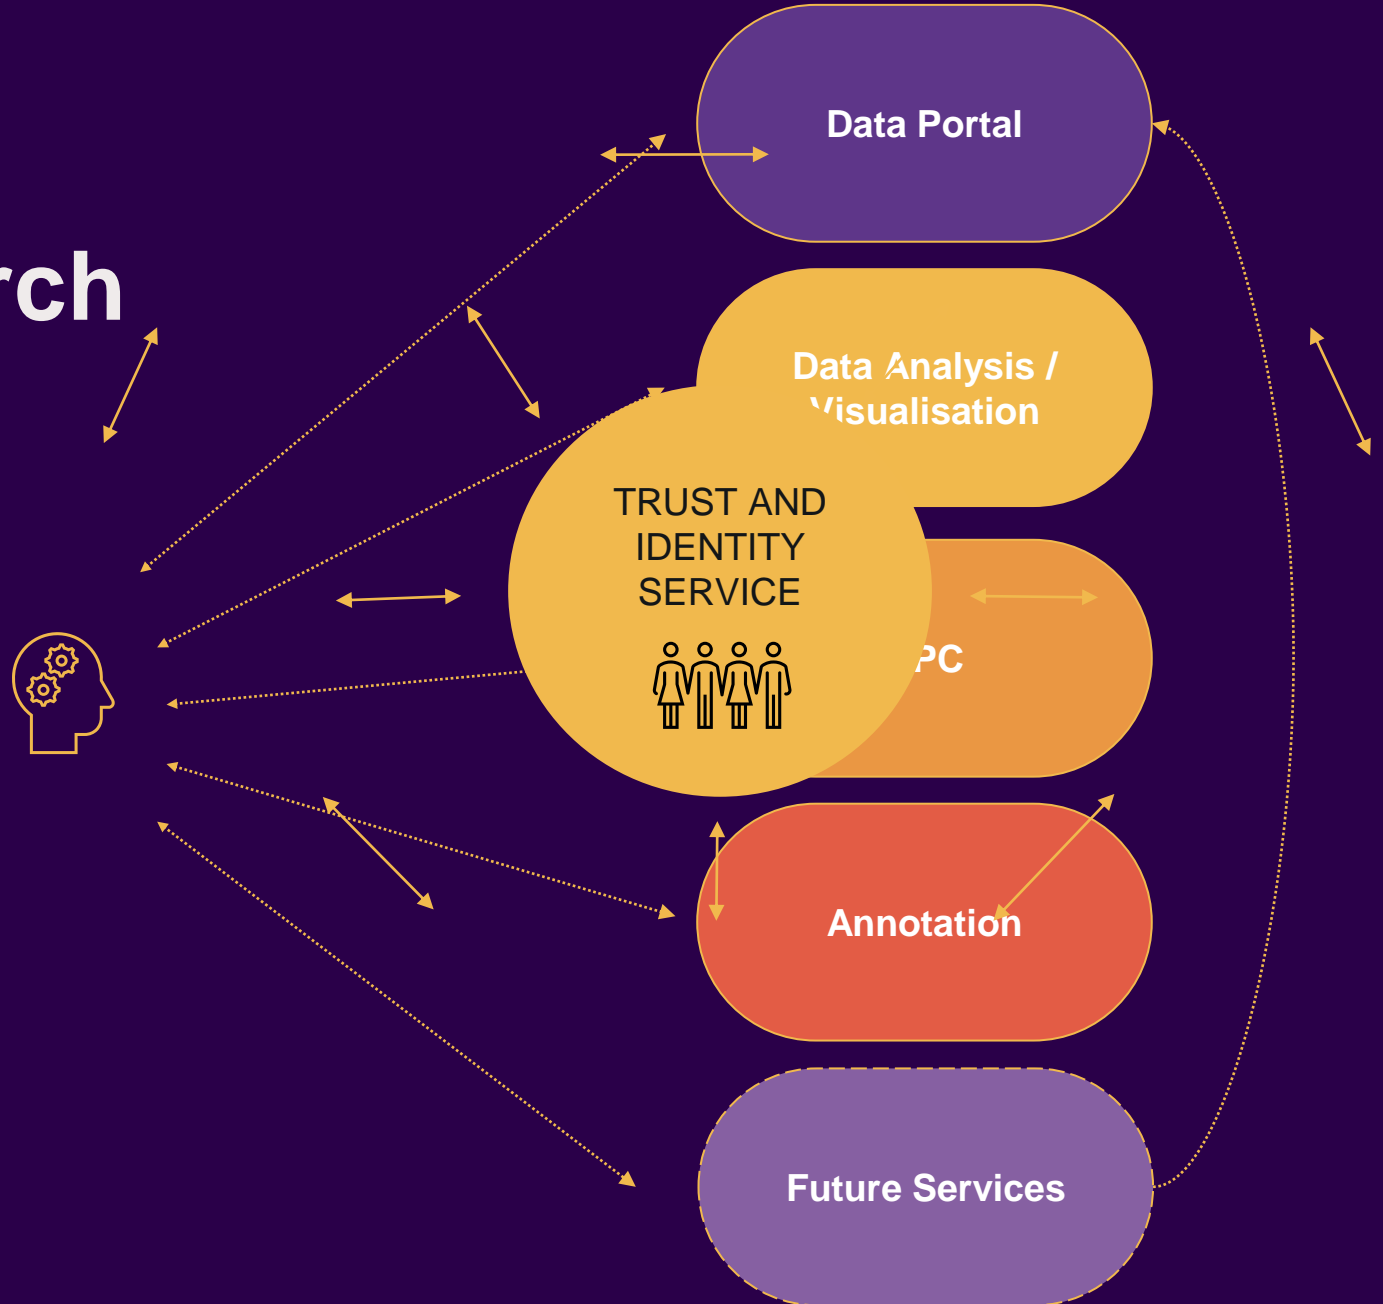 rch
Data Portal
Data Analysis /
Visualisation
TRUST AND
IDENTITY
SERVICE
PC
Annotation
Future Services